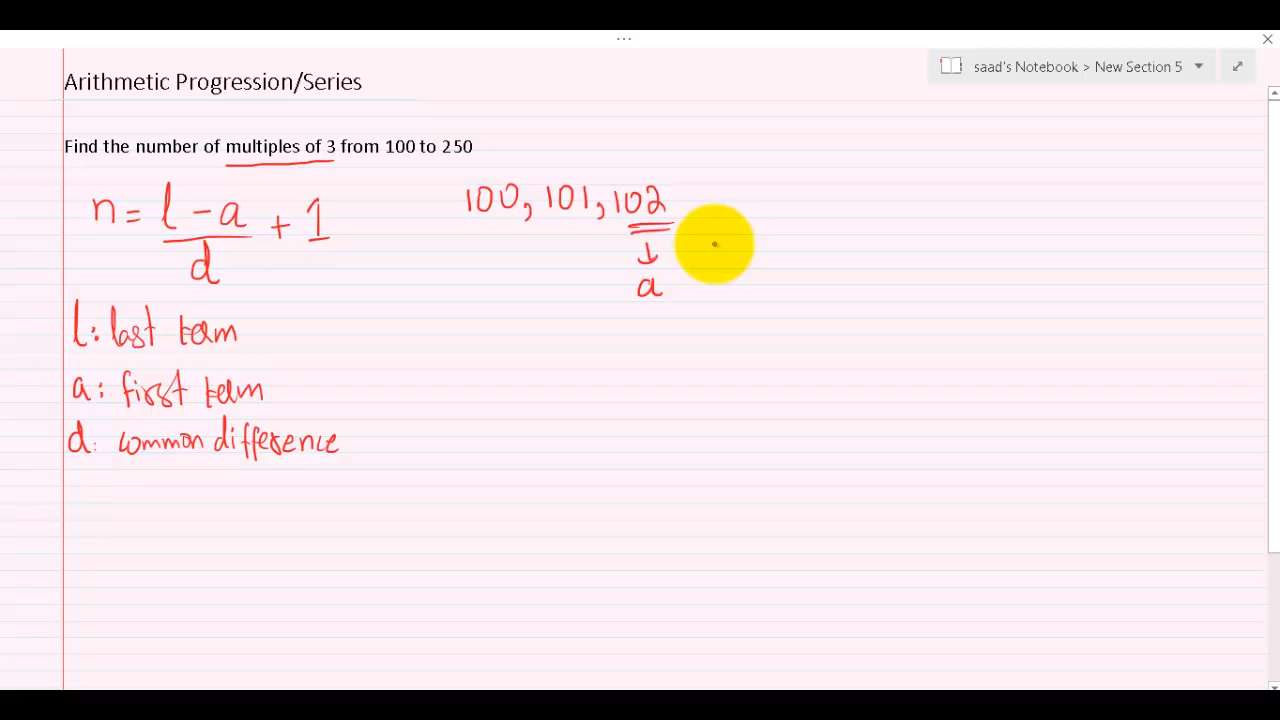 saad's Notebook > New Section 5
Arithmetic Progression/Series
Find the number of multiples of 3 from 100 to 250
n = l - a / d + 1
100, 101, 102
↓
a
l: last term
a: first term
d: common difference